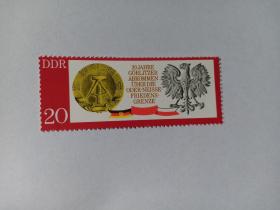 DDR
20 JAHRE
GÖRLITZER
ABKOMMEN
ÜBER DIE
ODER-NEISSE
FRIEDENS-
GRENZE
20